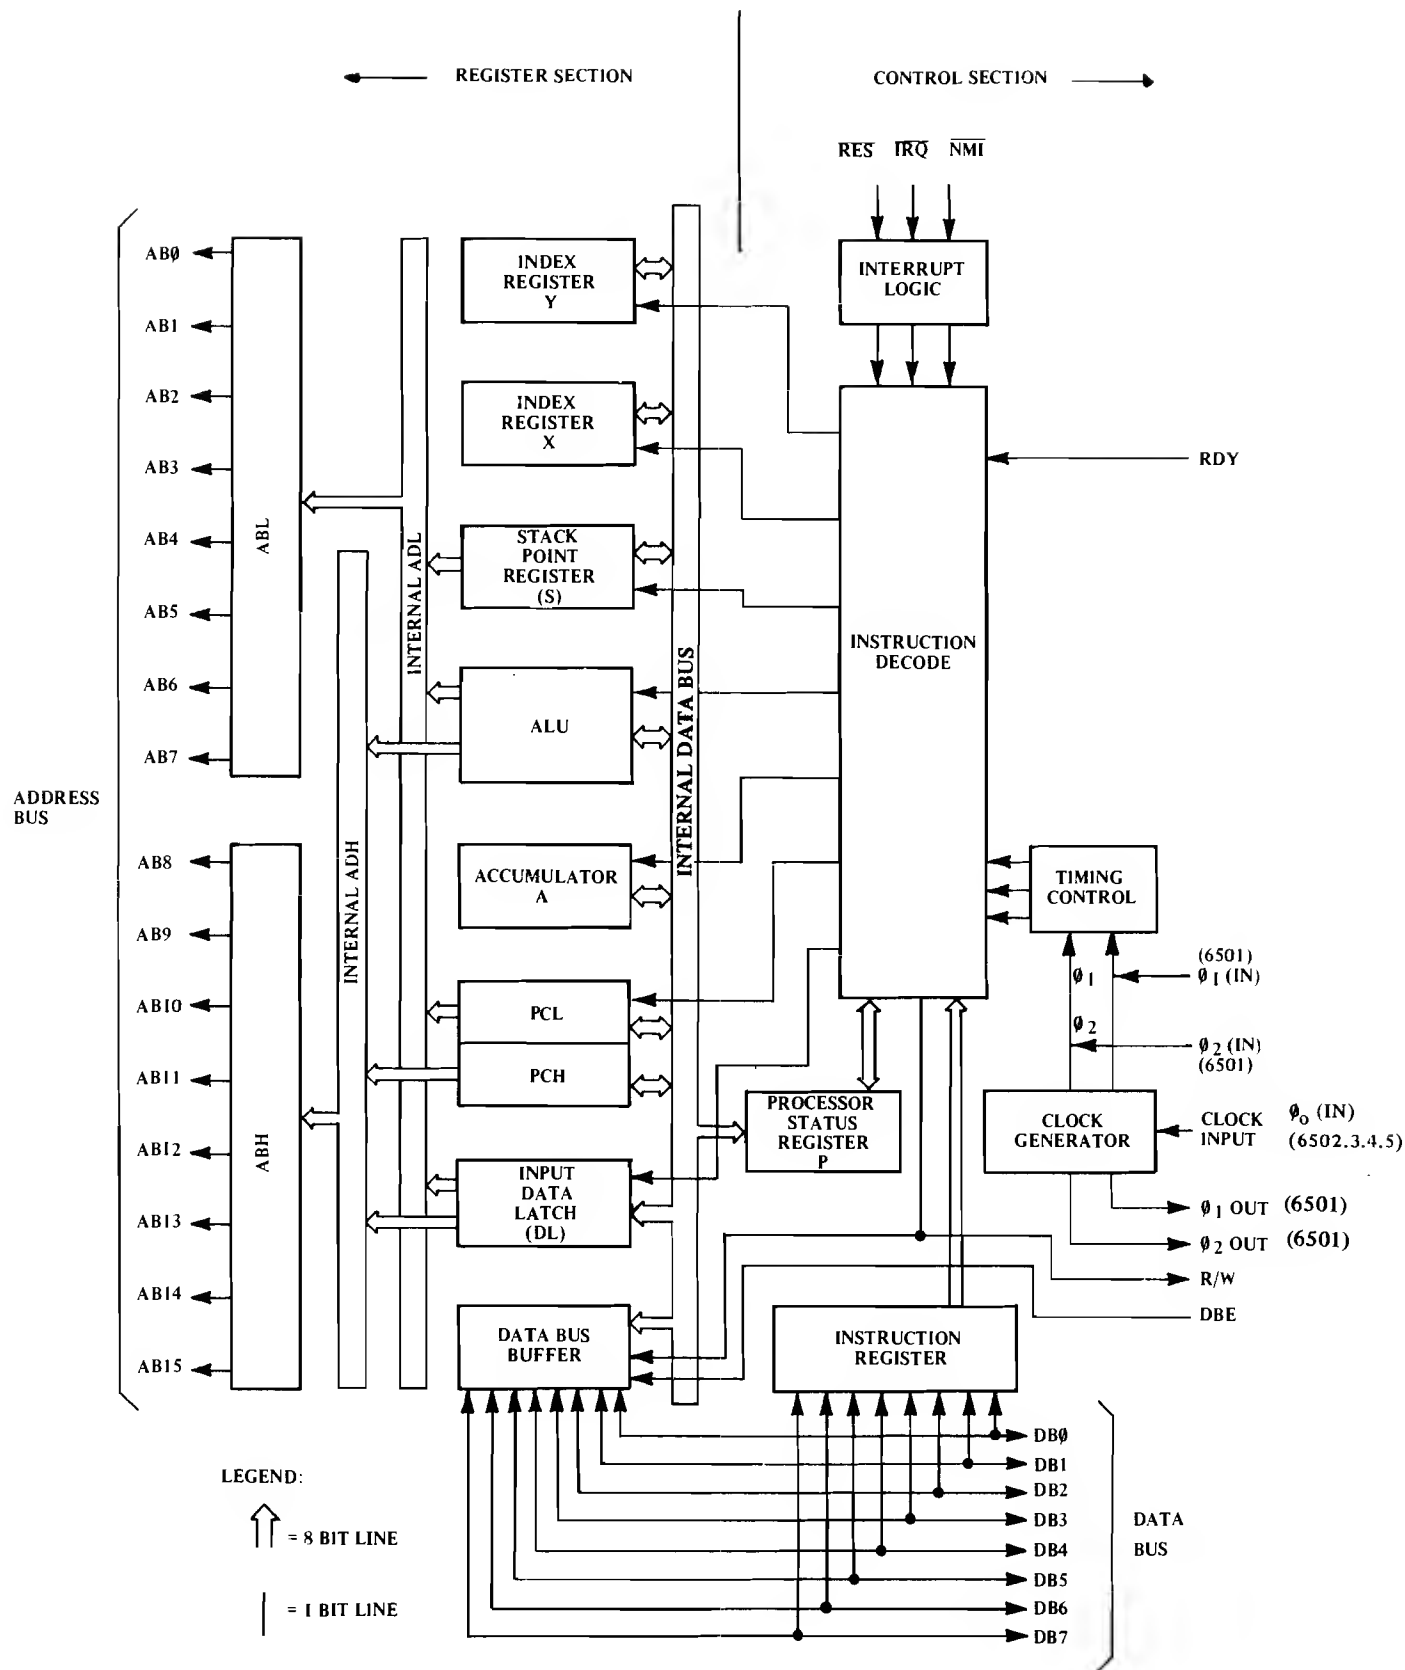 REGISTER SECTION
CONTROL SECTION
RES IRQ NMI
INTERRUPT
LOGIC
INDEX
REGISTER
Y
INDEX
REGISTER
X
STACK
POINT
REGISTER
(S)
ALU
ACCUMULATOR
A
PCL
PCH
INPUT
DATA
LATCH
(DL)
DATA BUS
BUFFER
INTERNAL DATA BUS
INTERNAL ADL
INTERNAL ADH
ABL
ABH
ADDRESS
BUS
ABØ
AB1
AB2
AB3
AB4
AB5
AB6
AB7
AB8
AB9
AB10
AB11
AB12
AB13
AB14
AB15
INSTRUCTION
DECODE
RDY
TIMING
CONTROL
Ø1
Ø2
(6501)
Ø1 (IN)
Ø2 (IN)
(6501)
CLOCK
GENERATOR
CLOCK
INPUT
Øo (IN)
(6502.3.4.5)
Ø1 OUT (6501)
Ø2 OUT (6501)
R/W
DBE
PROCESSOR
STATUS
REGISTER
P
INSTRUCTION
REGISTER
DBØ
DB1
DB2
DB3
DB4
DB5
DB6
DB7
DATA
BUS
LEGEND:
= 8 BIT LINE
= 1 BIT LINE